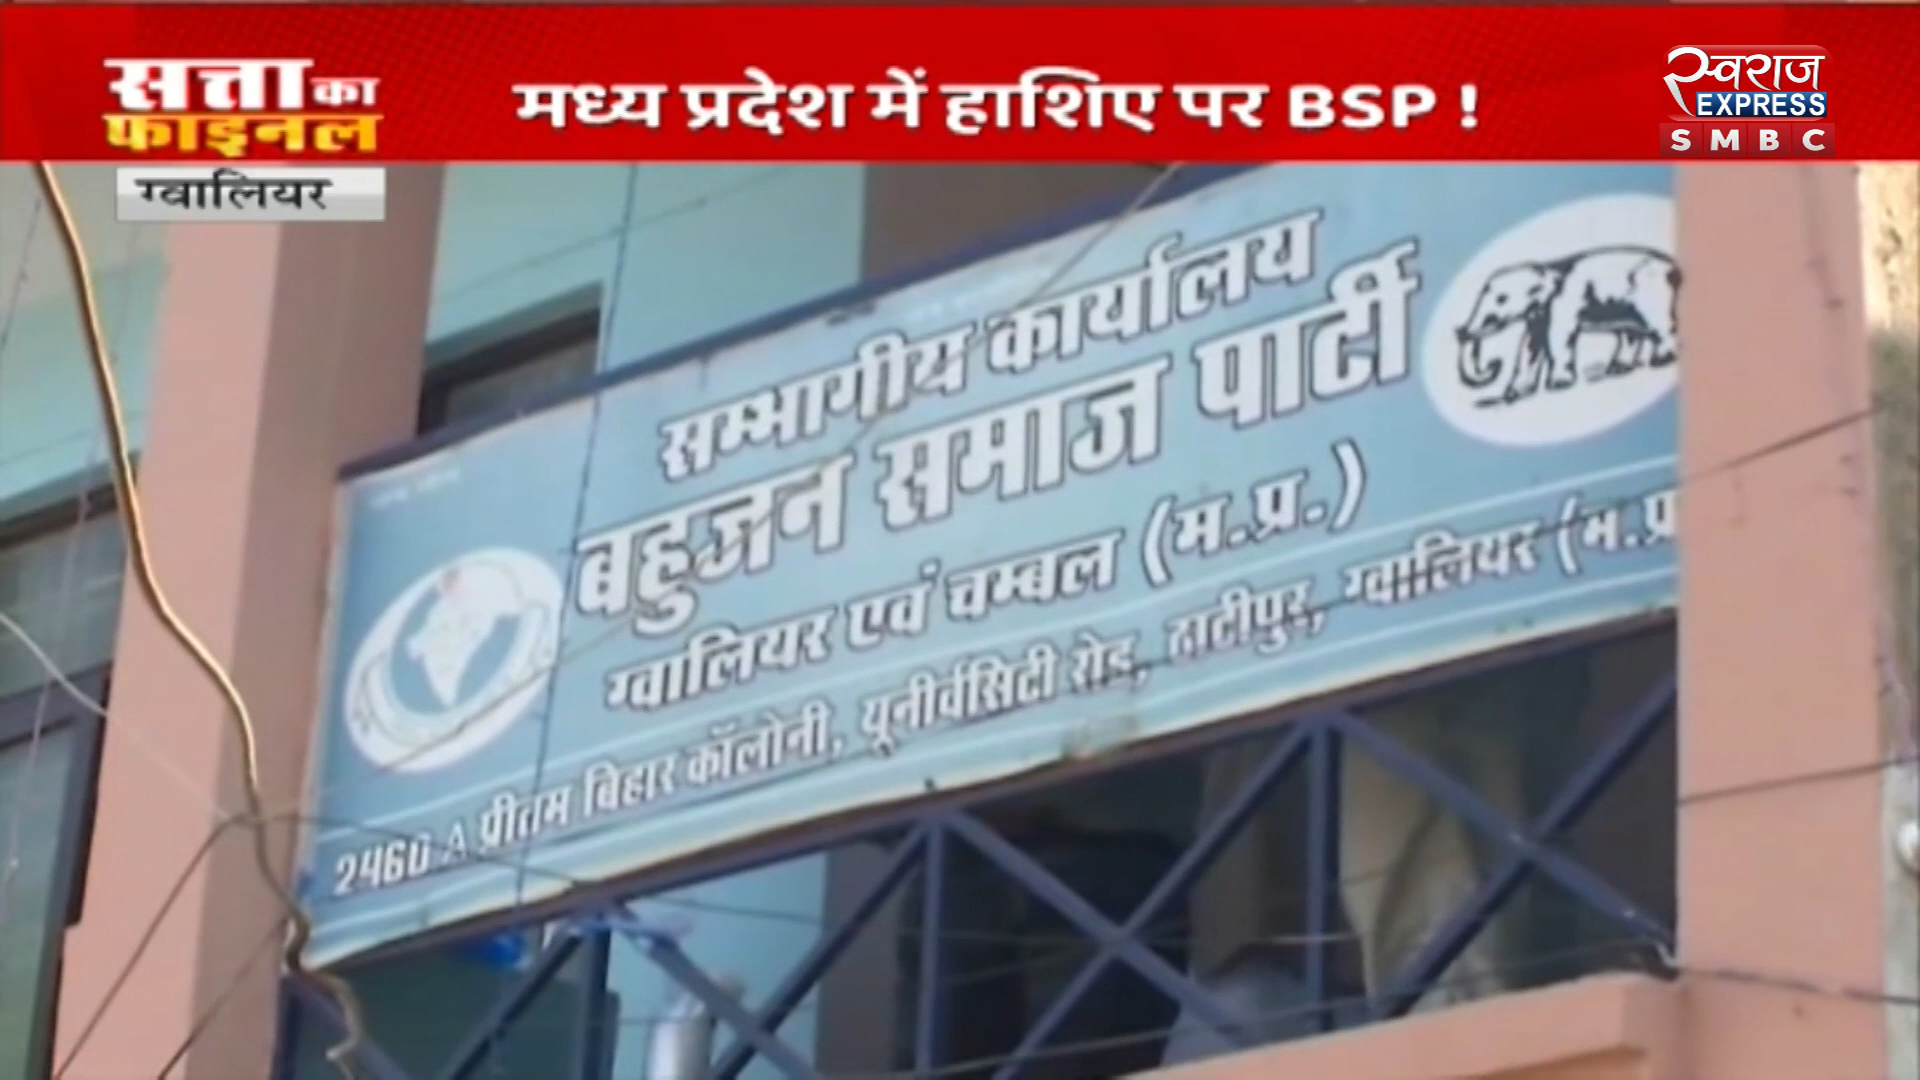 सत्ता का
फाइनल
मध्य प्रदेश में हाशिए पर BSP !
स्वराज
EXPRESS
SMBC
ग्वालियर
सम्भागीय कार्यालय
बहुजन समाज पार्टी
ग्वालियर एवं चम्बल (म.प्र.)
2460 A प्रीतम बिहार कॉलोनी, यूनीर्वसिटी रोड, ठाटीपुर, ग्वालियर (म.प्र